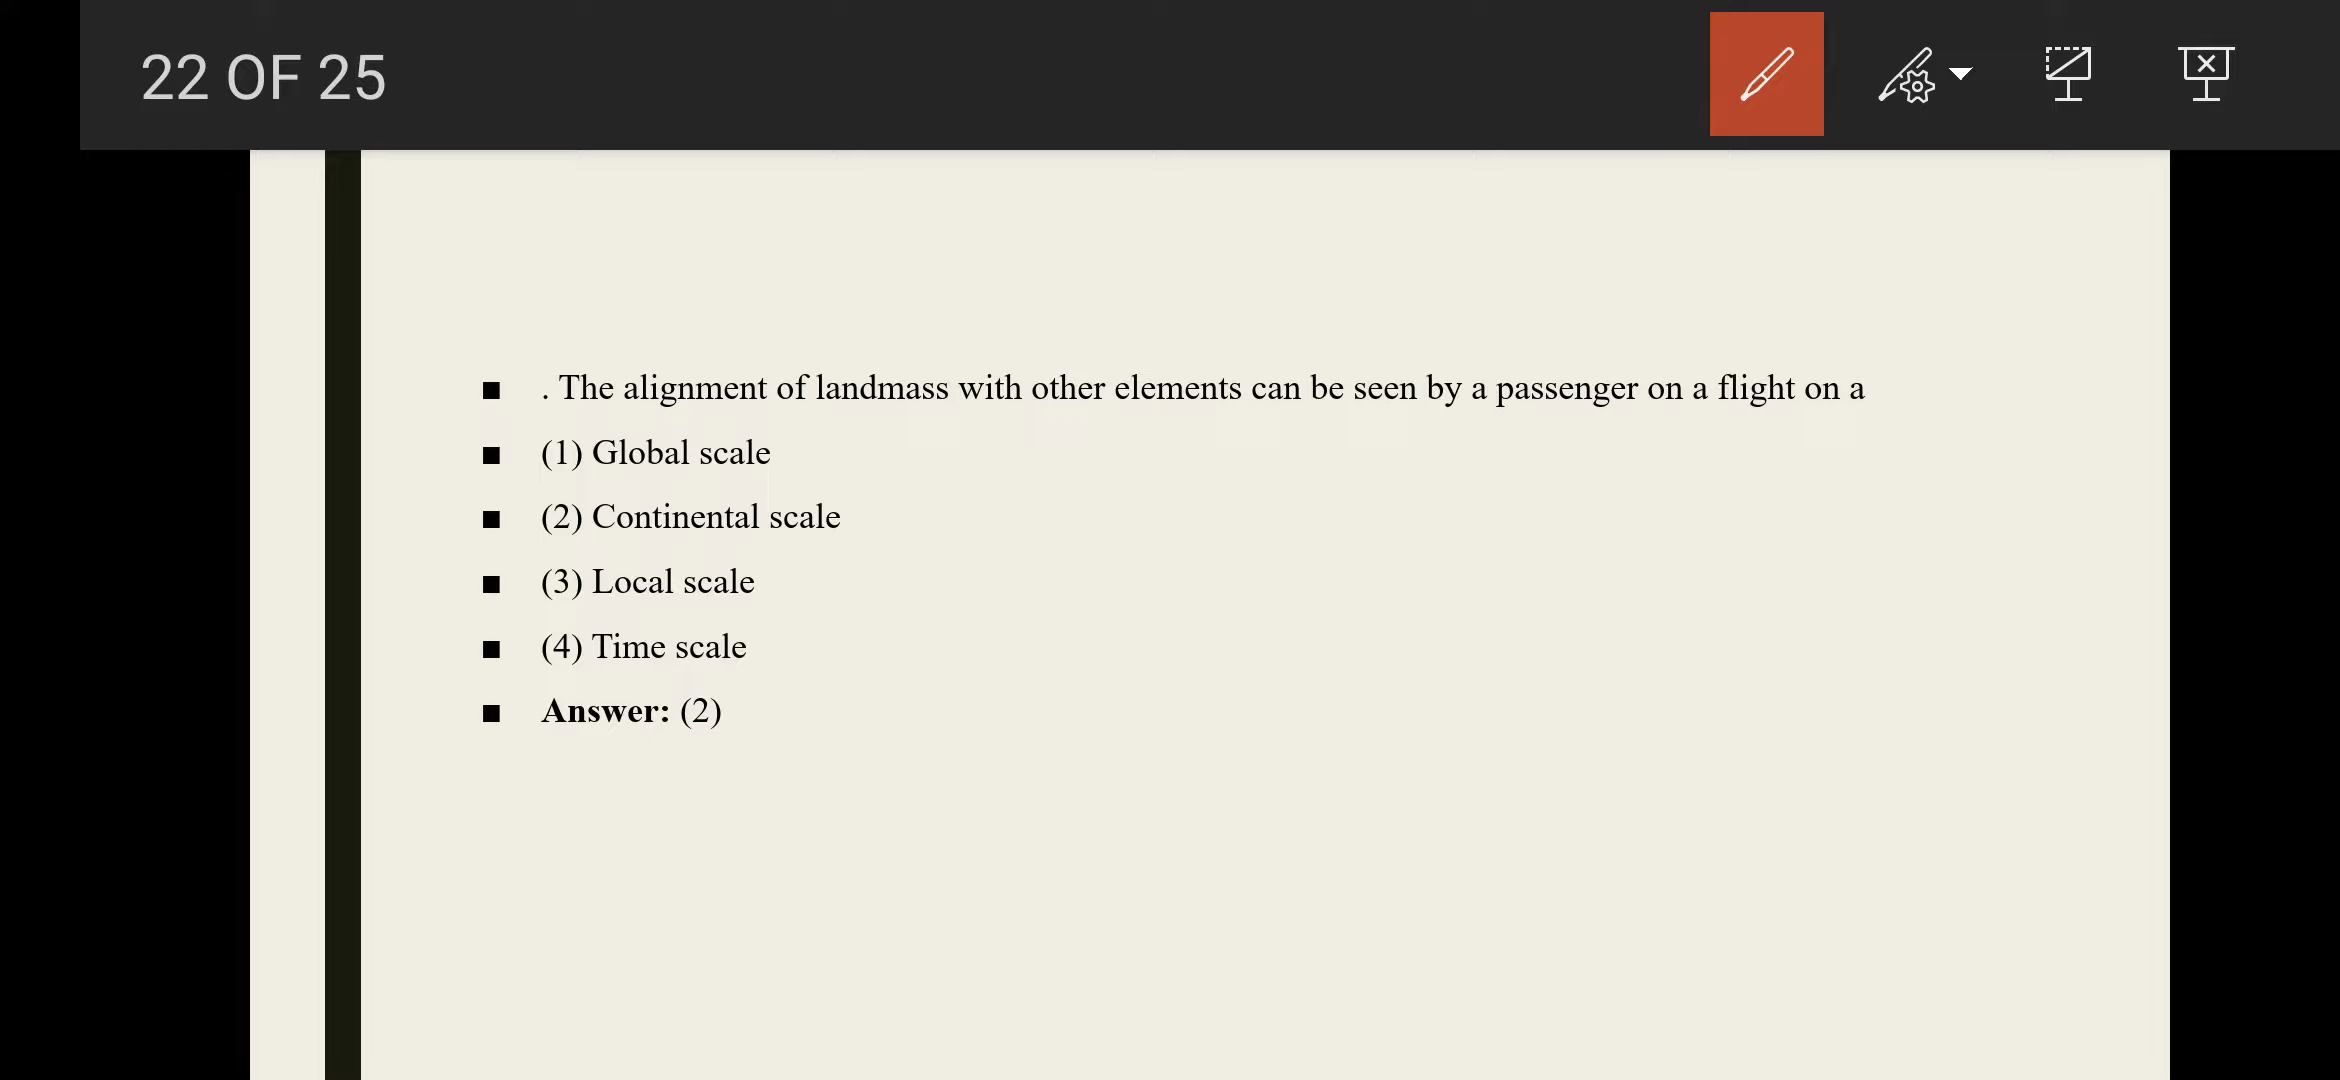 22 OF 25
■ . The alignment of landmass with other elements can be seen by a passenger on a flight on a
■ (1) Global scale
■ (2) Continental scale
■ (3) Local scale
■ (4) Time scale
■ Answer: (2)